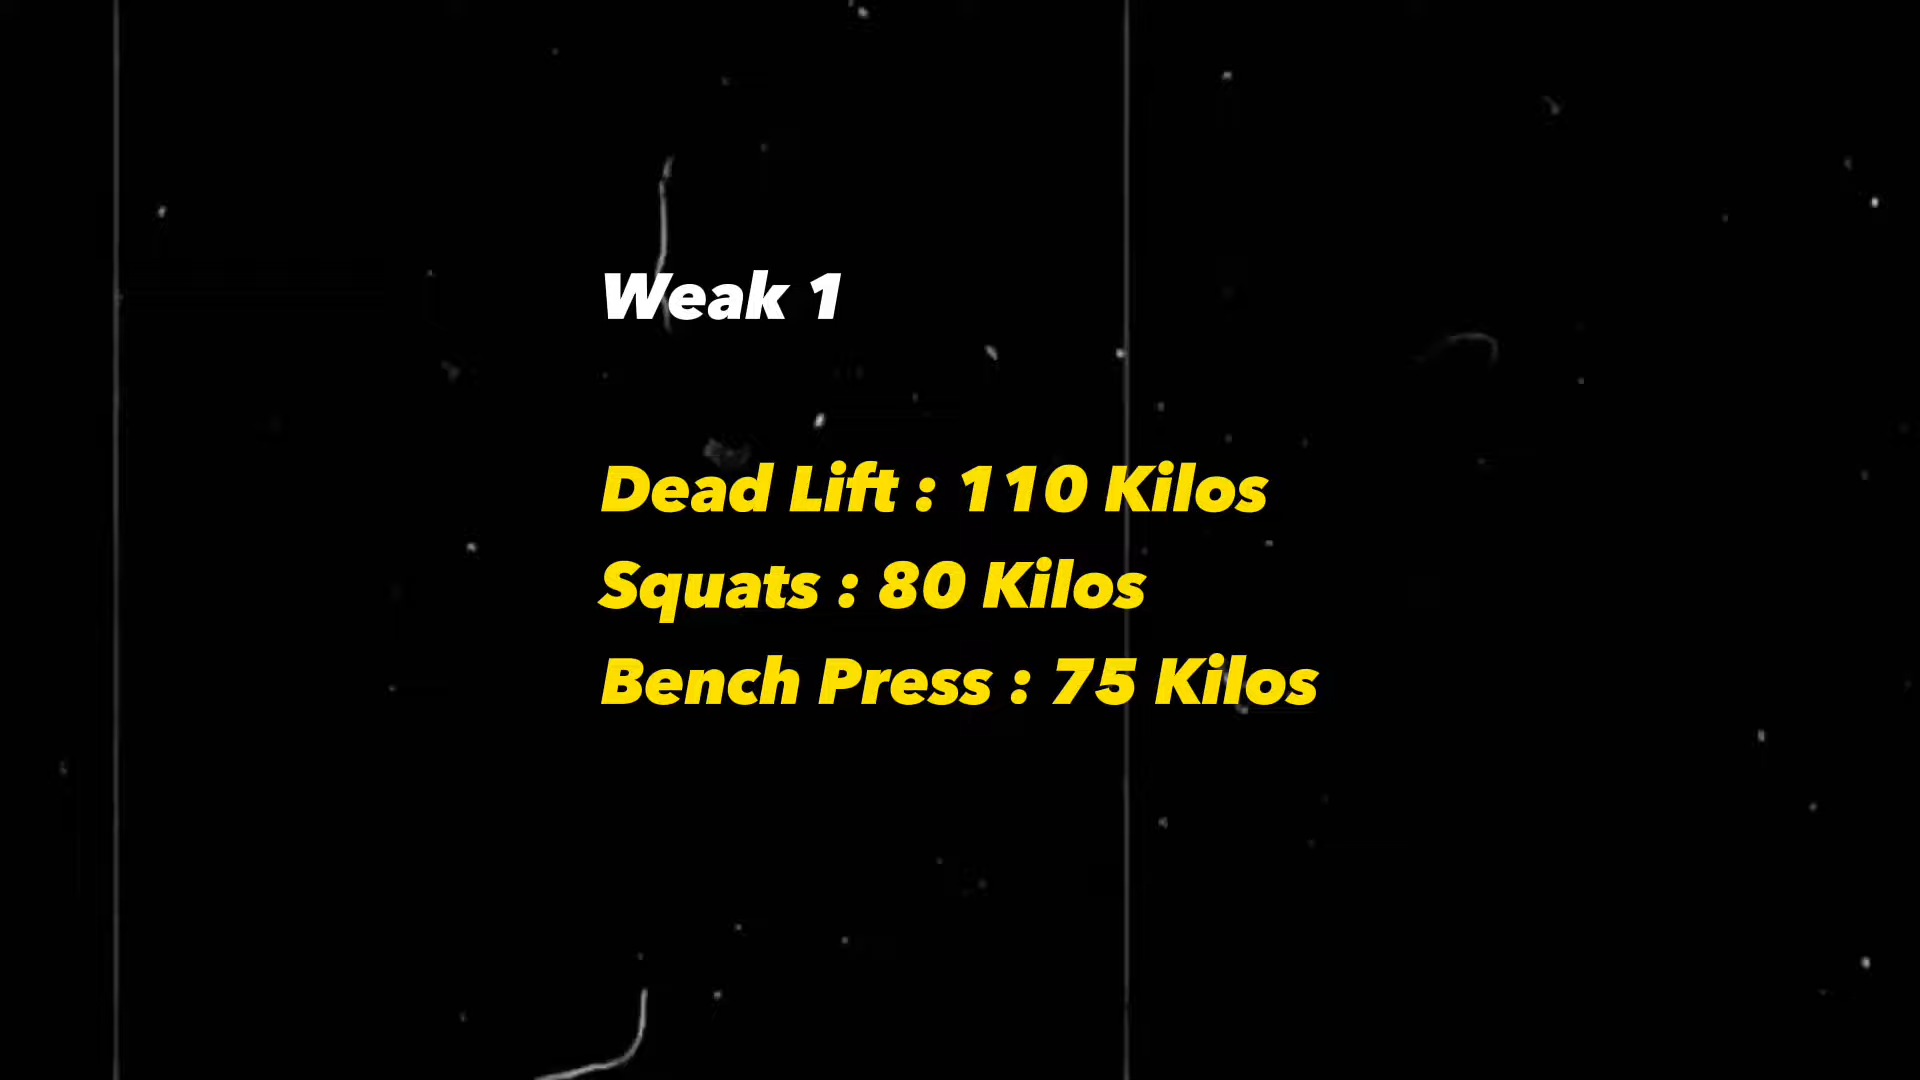 Weak 1
Dead Lift : 110 Kilos
Squats : 80 Kilos
Bench Press : 75 Kilos